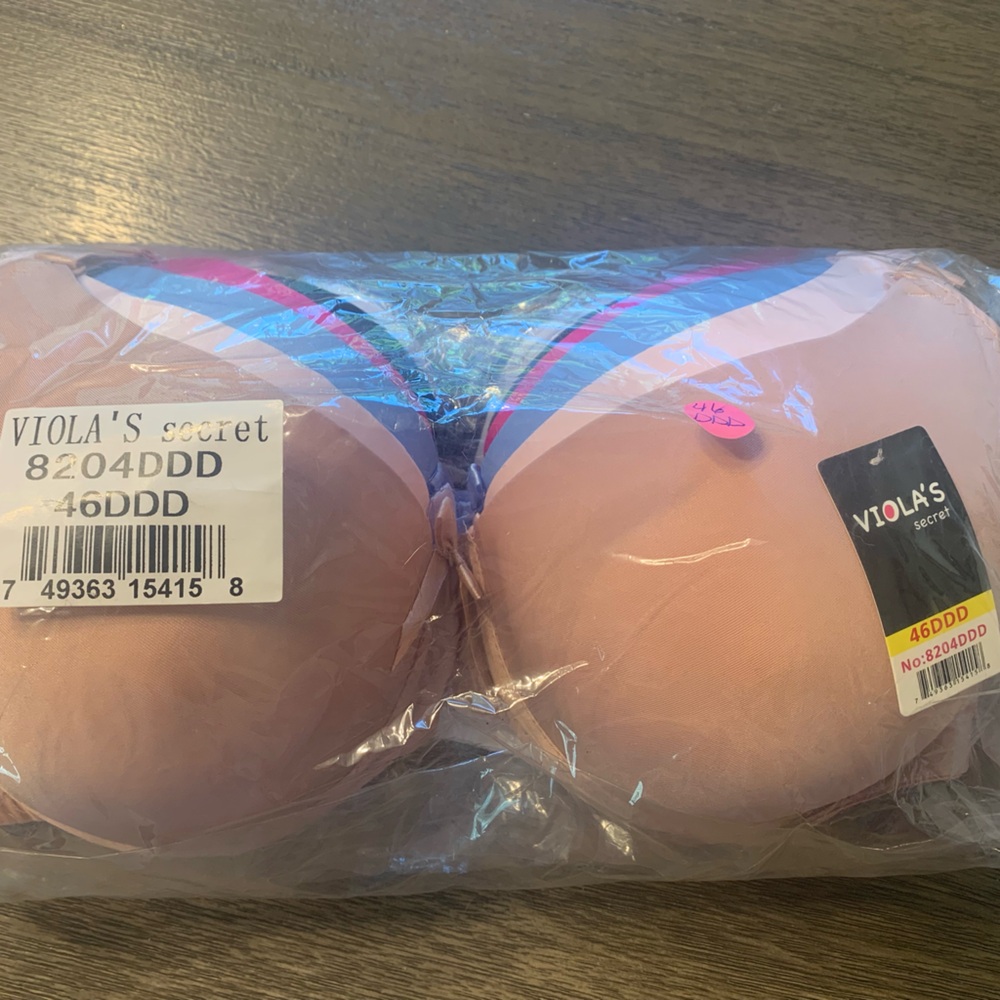 VIOLA'S secret
8204DDD
46DDD
7 49363 15415 8
46
DDD
VIOLA'S
secret
46DDD
No:8204DDD